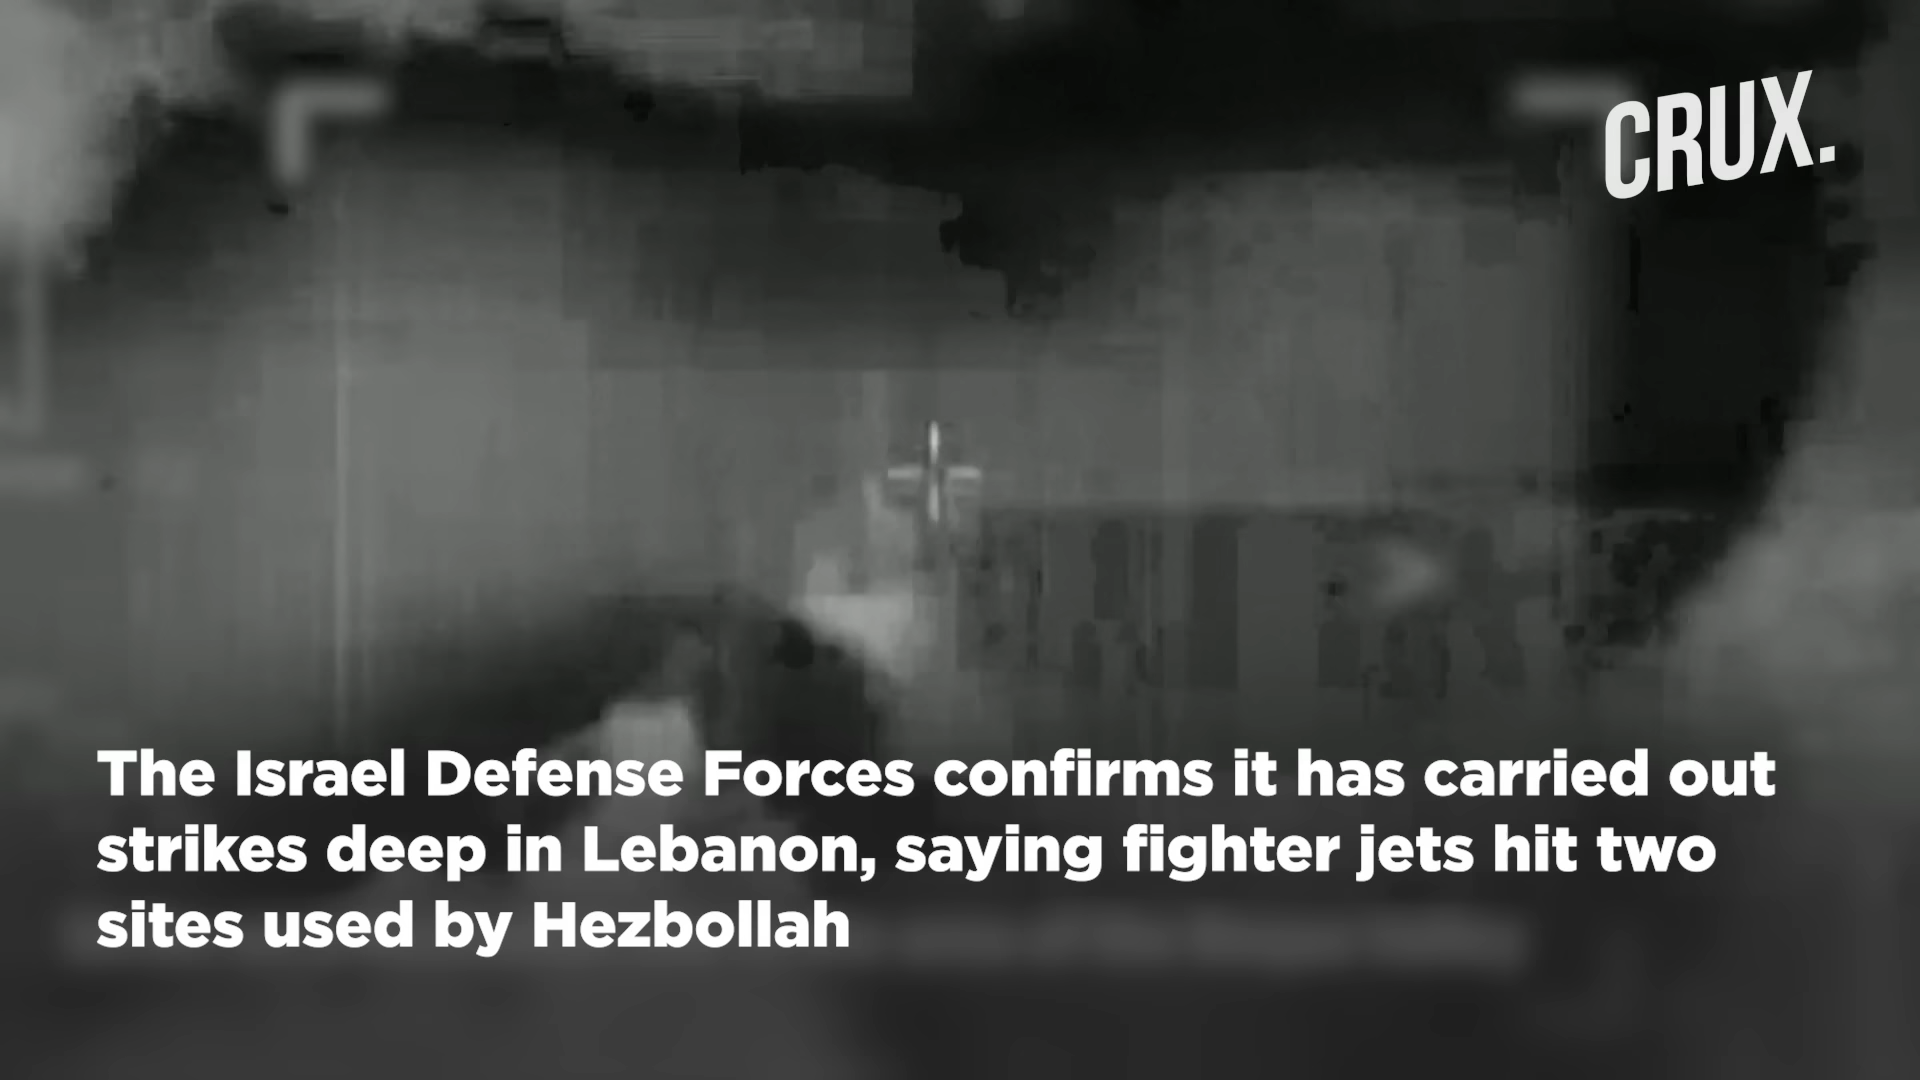 CRUX.
The Israel Defense Forces confirms it has carried out
strikes deep in Lebanon, saying fighter jets hit two
sites used by Hezbollah